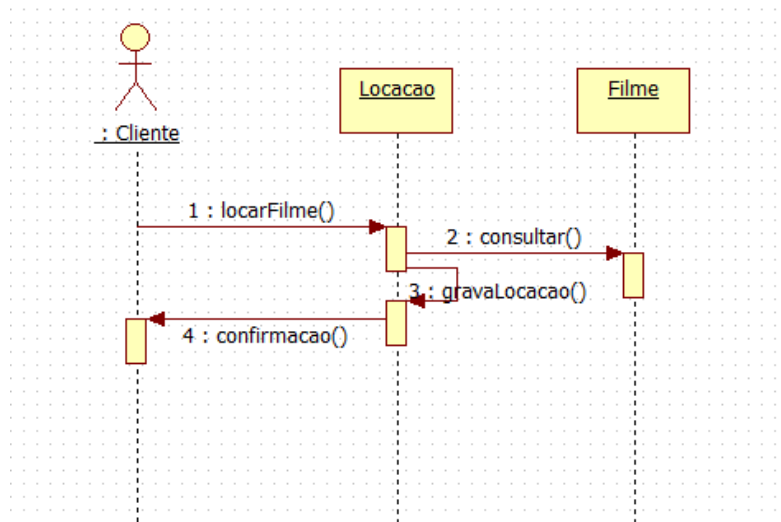 : Cliente
Locacao
Filme
1 : locarFilme()
2 : consultar()
3 : gravaLocacao()
4 : confirmacao()